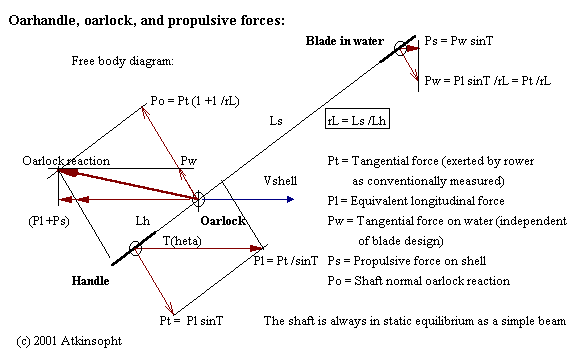 Oarhandle, oarlock, and propulsive forces:
Blade in water
Ps = Pw sinT
Free body diagram:
Pw = Pl sinT /rL = Pt /rL
Po = Pt (1 +1 /rL)
Ls
rL = Ls /Lh
Oarlock reaction
Pw
Pt = Tangential force (exerted by rower
as conventionally measured)
Vshell
Pl = Equivalent longitudinal force
(Pl +Ps)
Lh
Oarlock
Pw = Tangential force on water (independent
of blade design)
T(heta)
Pl = Pt /sinT
Ps = Propulsive force on shell
Handle
Po = Shaft normal oarlock reaction
Pt = Pl sinT
The shaft is always in static equilibrium as a simple beam
(c) 2001 Atkinsopht